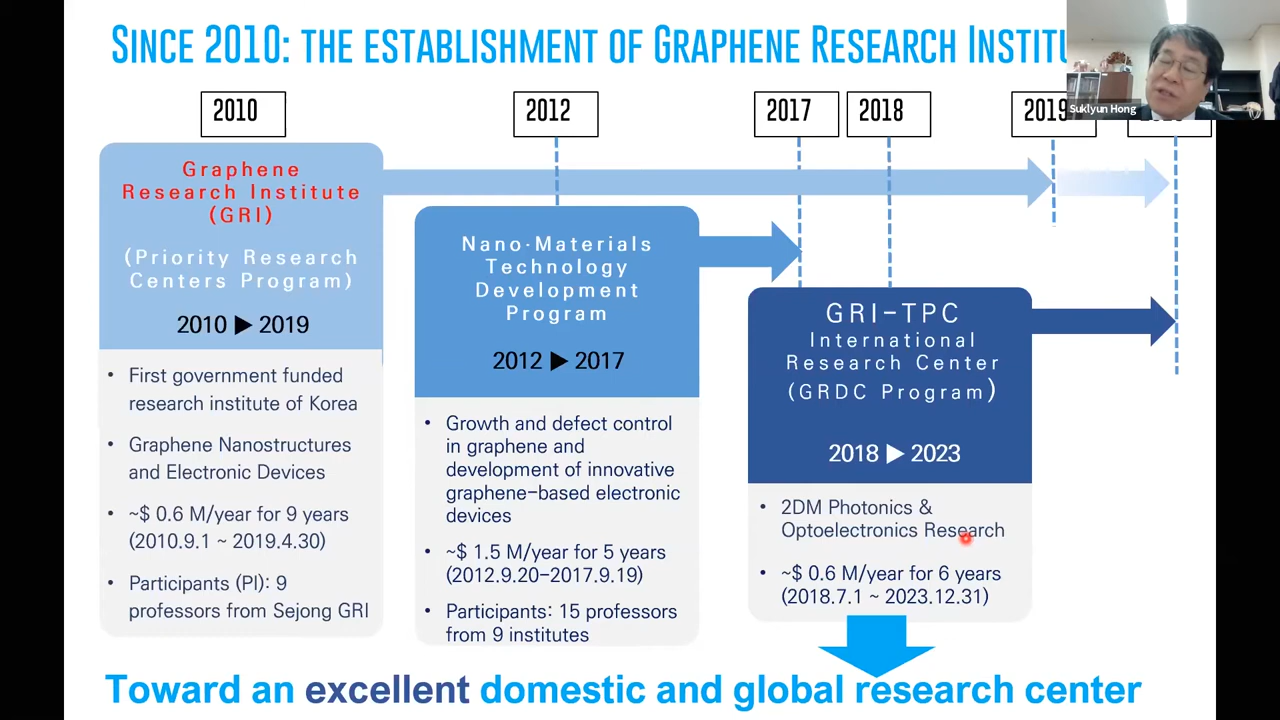 SINCE 2010: THE ESTABLISHMENT OF GRAPHENE RESEARCH
Suklyun Hong
2010
2012
2017
2018
2019
Graphene
Research Institute
(GRI)
(Priority Research
Centers Program)
2010 ▶ 2019
• First government funded
research institute of Korea
• Graphene Nanostructures
and Electronic Devices
• ~$ 0.6 M/year for 9 years
(2010.9.1 ~ 2019.4.30)
• Participants (PI): 9
professors from Sejong GRI
Nano·Materials
Technology
Development
Program
2012 ▶ 2017
• Growth and defect control
in graphene and
development of innovative
graphene-based electronic
devices
• ~$ 1.5 M/year for 5 years
(2012.9.20-2017.9.19)
• Participants: 15 professors
from 9 institutes
GRI-TPC
International
Research Center
(GRDC Program)
2018 ▶ 2023
• 2DM Photonics &
Optoelectronics Research
• ~$ 0.6 M/year for 6 years
(2018.7.1 ~ 2023.12.31)
Toward an excellent domestic and global research center